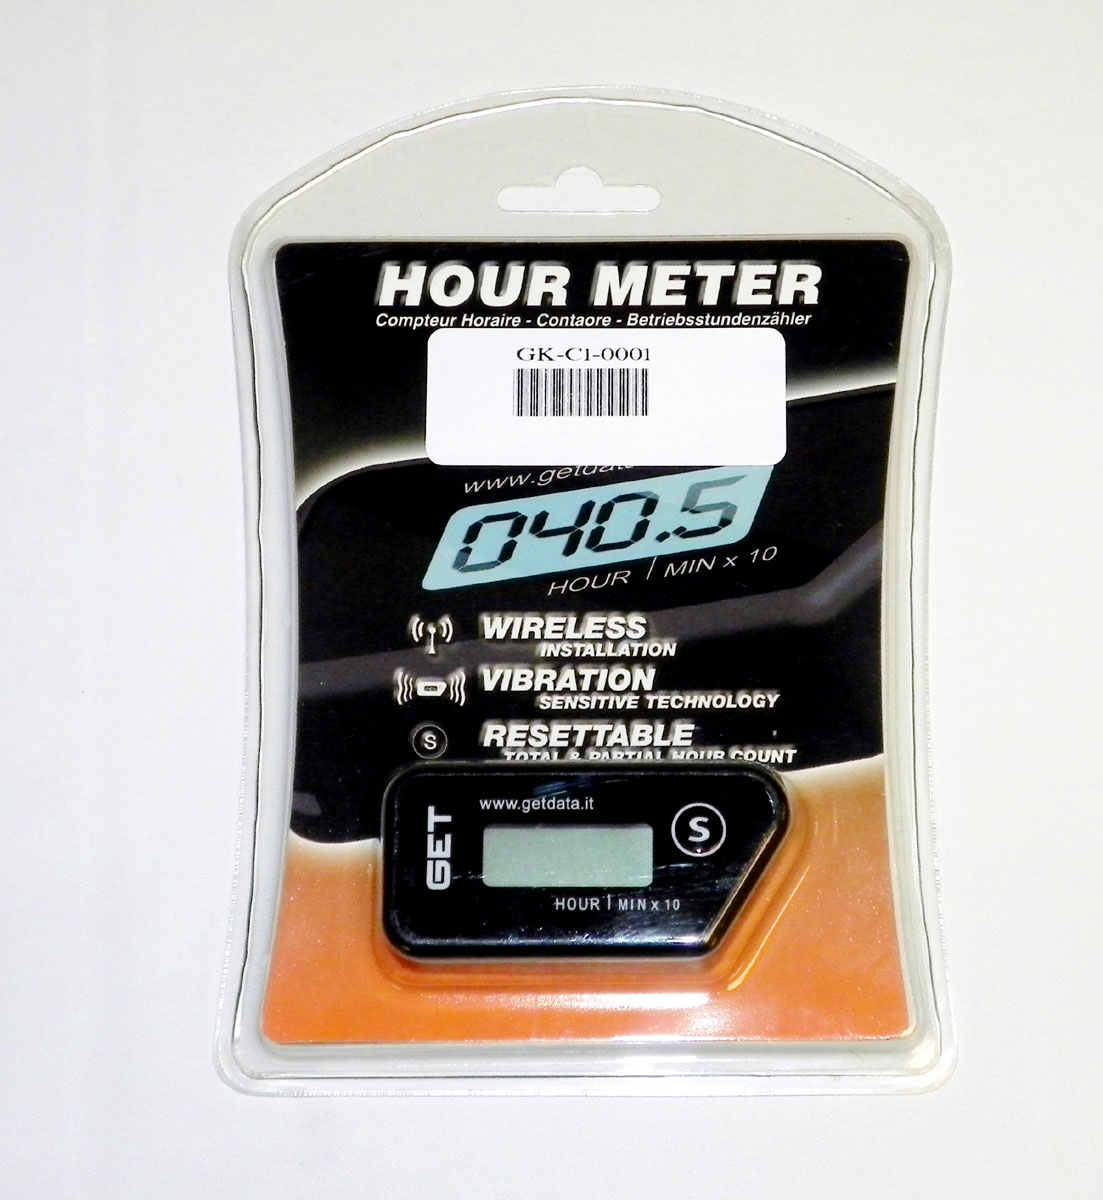 HOUR METER
Compteur Horaire - Contaore - Betriebsstundenzähler
GK-C1-0001
www.getdata
040.5
HOUR | MIN x 10
WIRELESS
INSTALLATION
VIBRATION
SENSITIVE TECHNOLOGY
S RESETTABLE
TOTAL & PARTIAL HOUR COUNT
www.getdata.it
GET
S
HOUR | MIN x 10